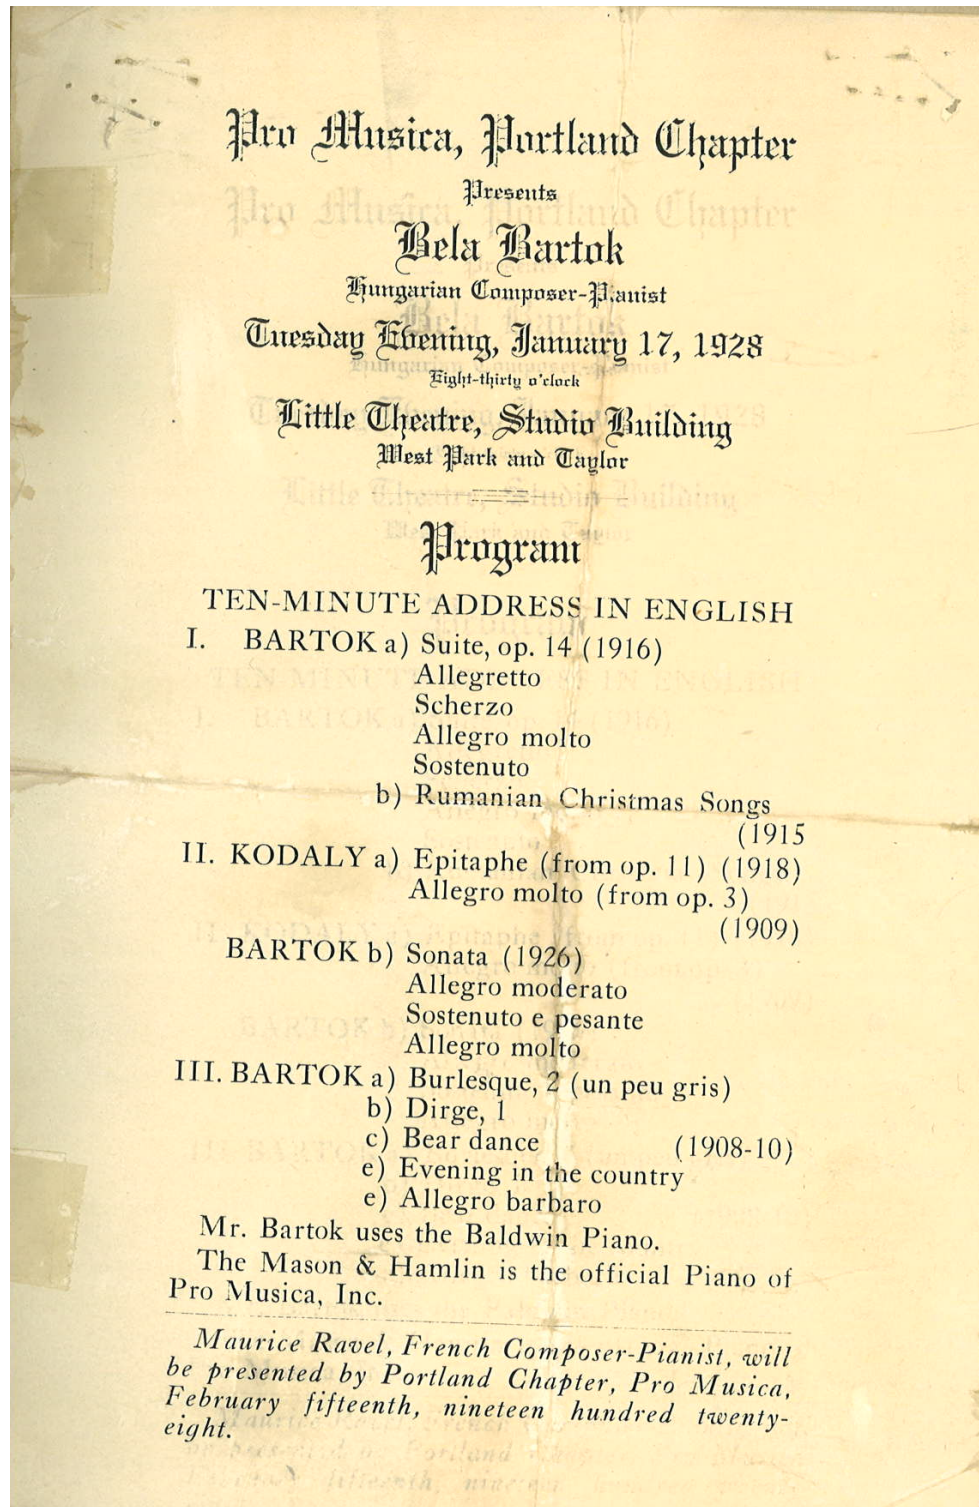 Pro Musica, Portland Chapter
Presents
Bela Bartok
Hungarian Composer-Pianist
Tuesday Evening, January 17, 1928
Eight-thirty o'clock
Little Theatre, Studio Building
West Park and Taylor
Program
TEN-MINUTE ADDRESS IN ENGLISH
I. BARTOK a) Suite, op. 14 (1916)
Allegretto
Scherzo
Allegro molto
Sostenuto
b) Rumanian Christmas Songs
(1915
II. KODALY a) Epitaphe (from op. 11) (1918)
Allegro molto (from op. 3)
(1909)
BARTOK b) Sonata (1926)
Allegro moderato
Sostenuto e pesante
Allegro molto
III. BARTOK a) Burlesque, 2 (un peu gris)
b) Dirge, 1
c) Bear dance (1908-10)
e) Evening in the country
e) Allegro barbaro
Mr. Bartok uses the Baldwin Piano.
The Mason & Hamlin is the official Piano of
Pro Musica, Inc.
Maurice Ravel, French Composer-Pianist, will
be presented by Portland Chapter, Pro Musica,
February fifteenth, nineteen hundred twenty-
eight.